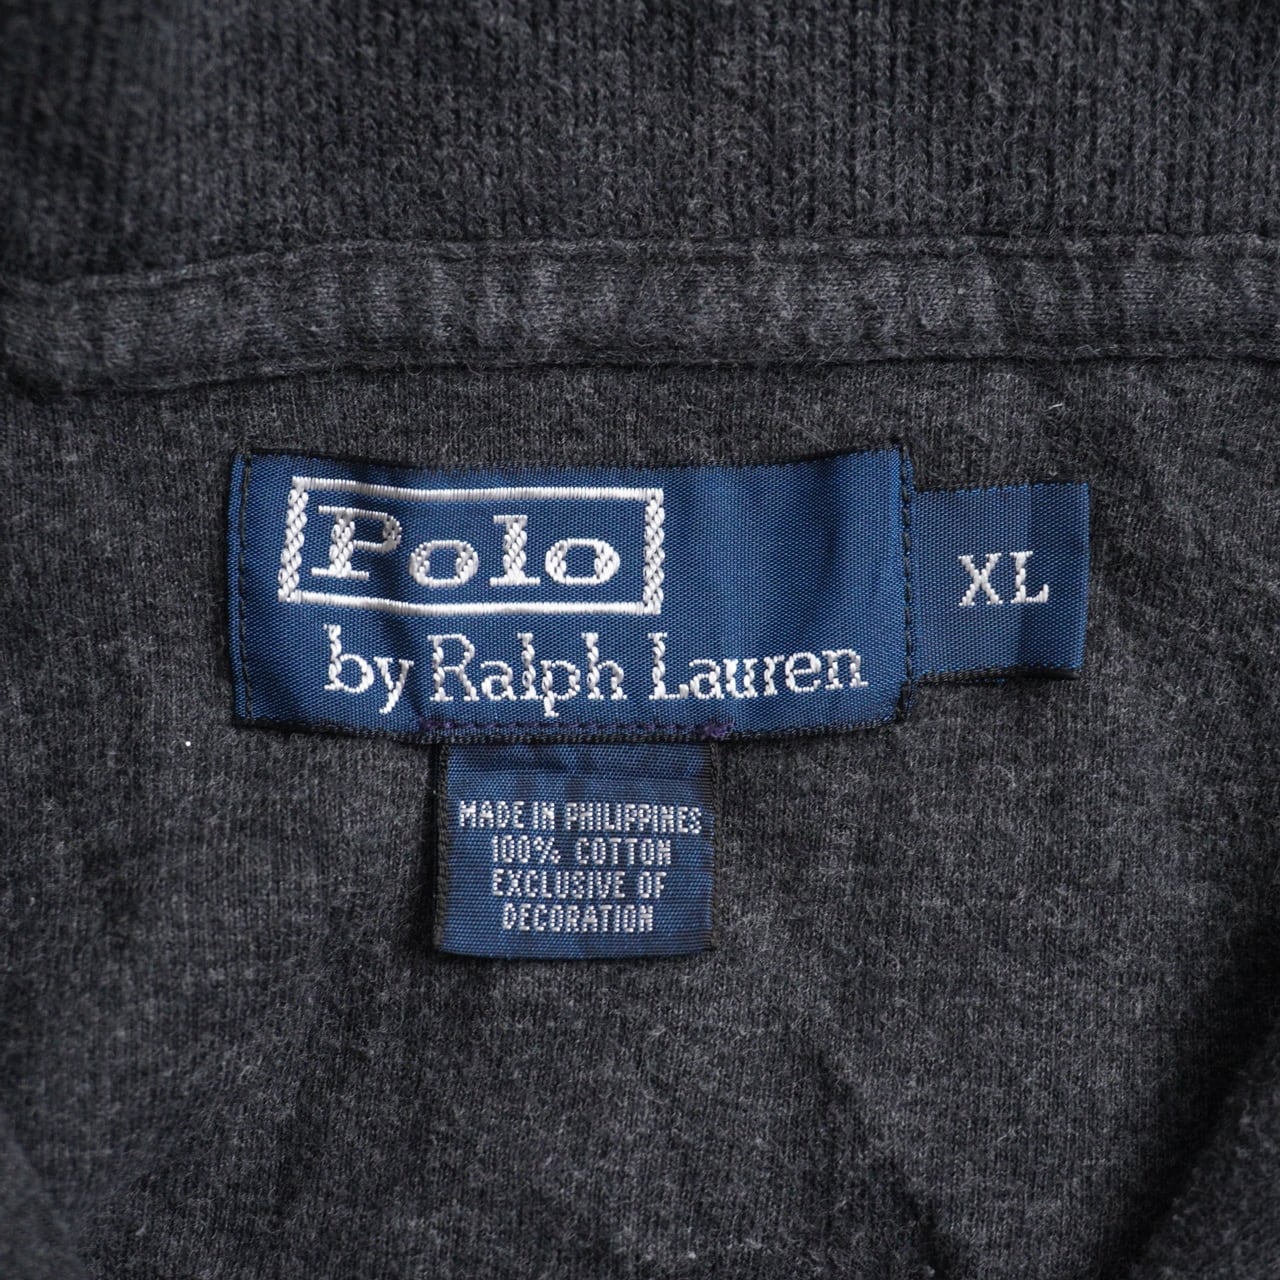 Polo
by Ralph Lauren
XL
MADE IN PHILIPPINES
100% COTTON
EXCLUSIVE OF
DECORATION